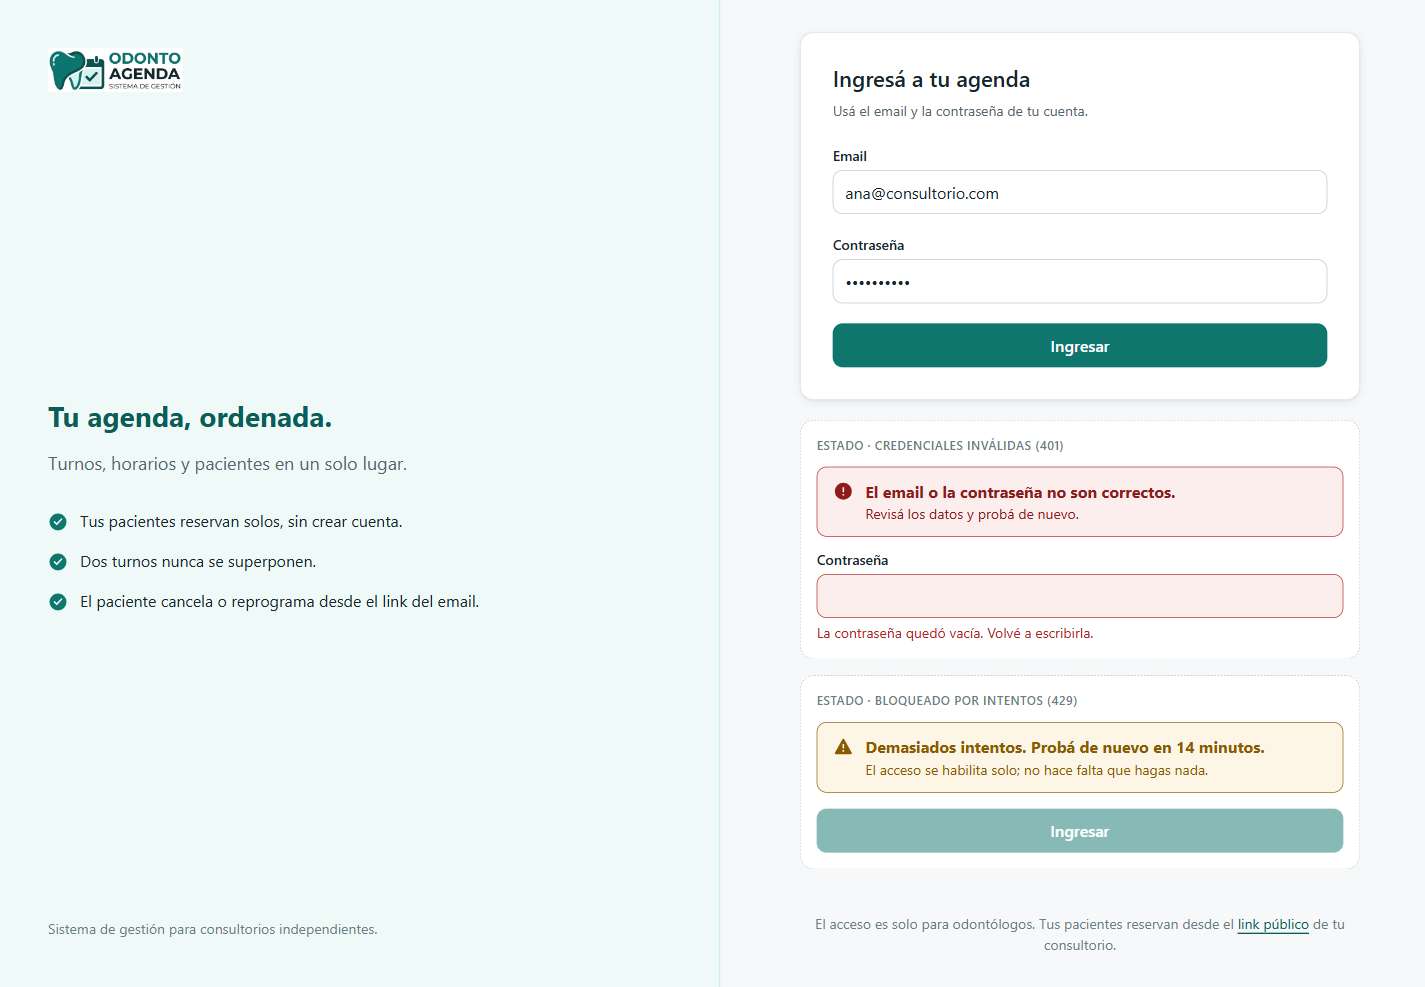 ODONTO
AGENDA
SISTEMA DE GESTIÓN
Tu agenda, ordenada.
Turnos, horarios y pacientes en un solo lugar.
Tus pacientes reservan solos, sin crear cuenta.
Dos turnos nunca se superponen.
El paciente cancela o reprograma desde el link del email.
Sistema de gestión para consultorios independientes.
Ingresá a tu agenda
Usá el email y la contraseña de tu cuenta.
Email
ana@consultorio.com
Contraseña
••••••••••
Ingresar
ESTADO · CREDENCIALES INVÁLIDAS (401)
El email o la contraseña no son correctos.
Revisá los datos y probá de nuevo.
Contraseña
La contraseña quedó vacía. Volvé a escribirla.
ESTADO · BLOQUEADO POR INTENTOS (429)
Demasiados intentos. Probá de nuevo en 14 minutos.
El acceso se habilita solo; no hace falta que hagas nada.
Ingresar
El acceso es solo para odontólogos. Tus pacientes reservan desde el link público de tu
consultorio.